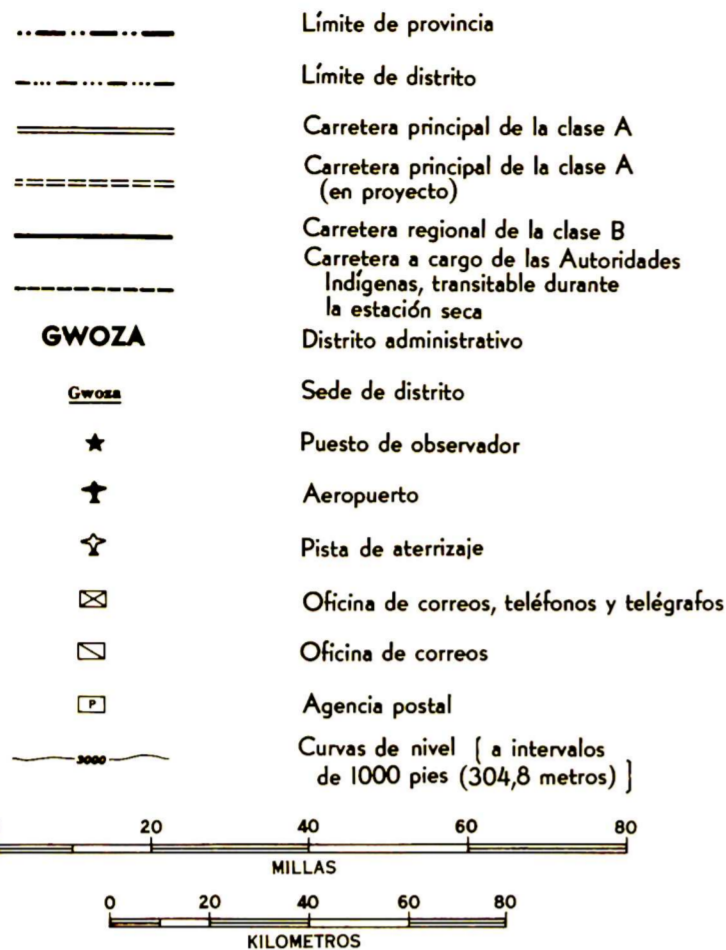 Límite de provincia
Límite de distrito
Carretera principal de la clase A
Carretera principal de la clase A
(en proyecto)
Carretera regional de la clase B
Carretera a cargo de las Autoridades
Indígenas, transitable durante
la estación seca
GWOZA Distrito administrativo
Gwoza Sede de distrito
Puesto de observador
Aeropuerto
Pista de aterrizaje
Oficina de correos, teléfonos y telégrafos
Oficina de correos
P Agencia postal
3000 Curvas de nivel [ a intervalos
de 1000 pies (304,8 metros) ]
20 40 60 80
MILLAS
0 20 40 60 80
KILOMETROS